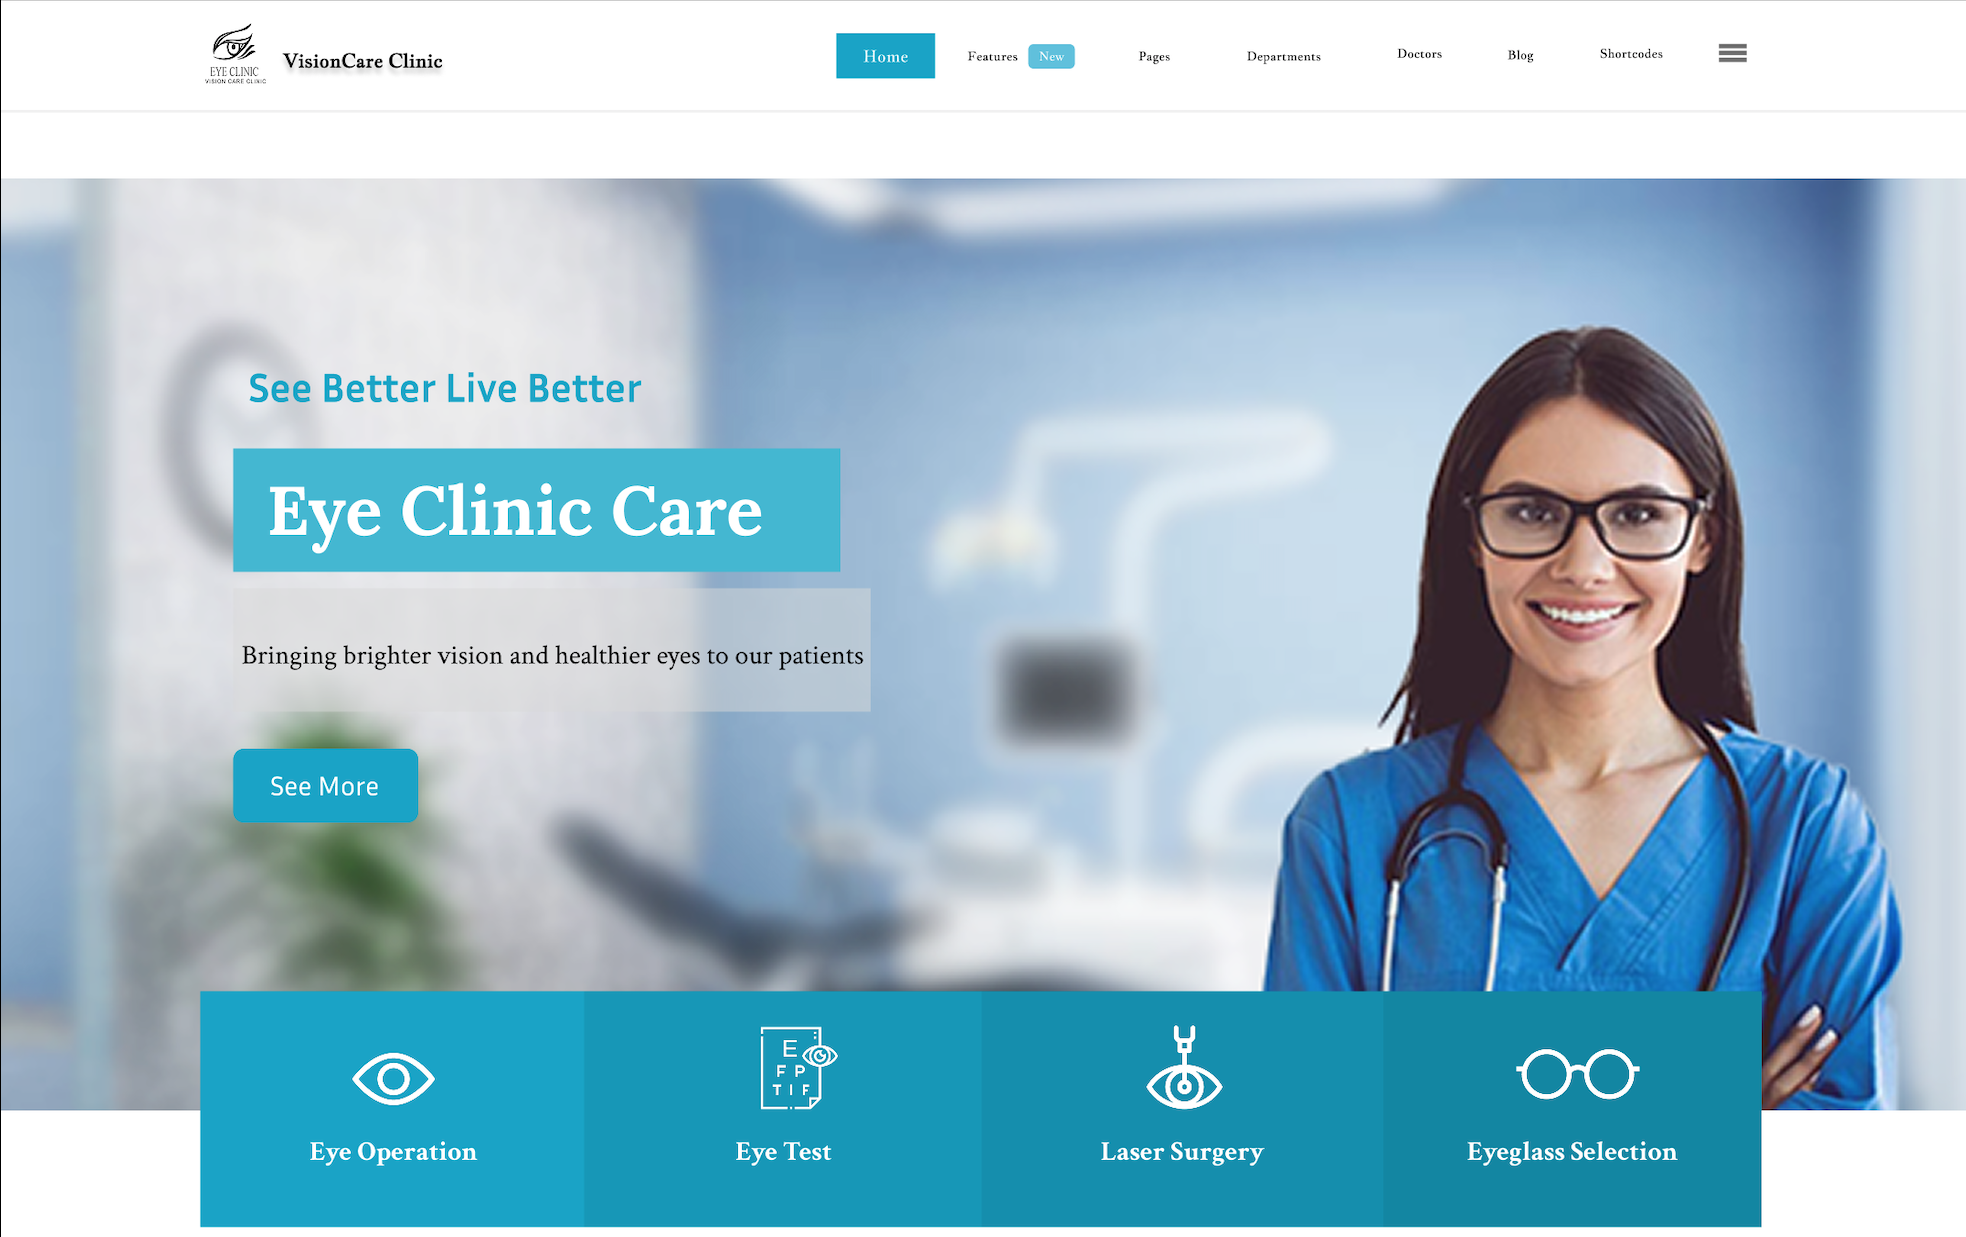 EYE CLINIC
VISION CARE CLINIC
VisionCare Clinic
Home
Features New
Pages
Departments
Doctors
Blog
Shortcodes
See Better Live Better
Eye Clinic Care
Bringing brighter vision and healthier eyes to our patients
See More
E
F P
T I F
Eye Operation
Eye Test
Laser Surgery
Eyeglass Selection